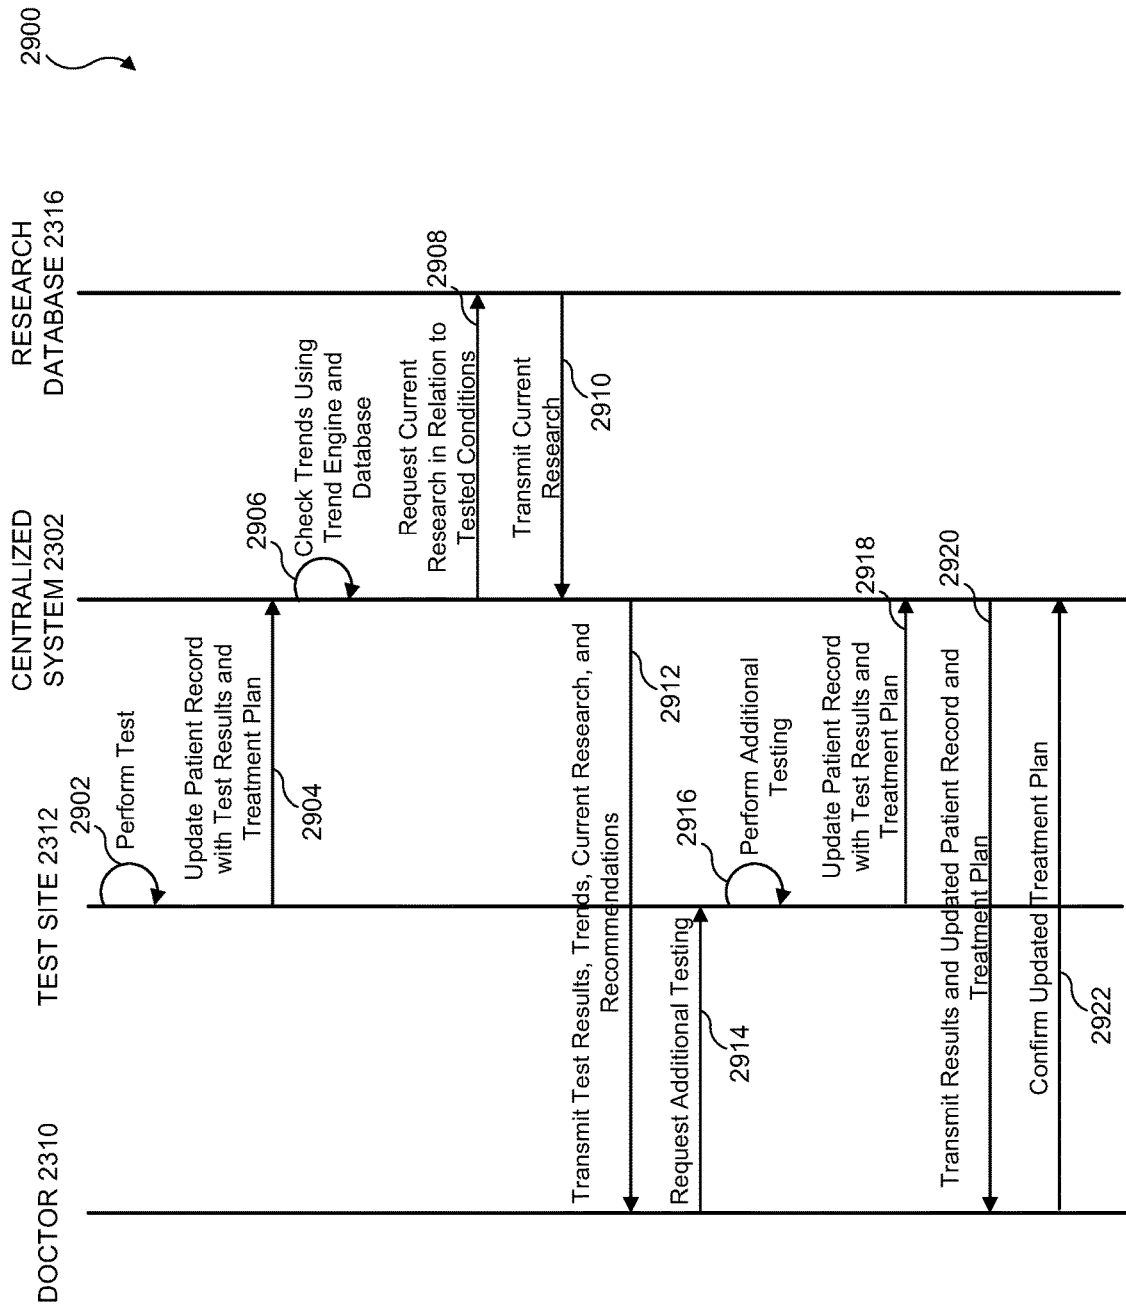 2900
DOCTOR 2310
TEST SITE 2312
CENTRALIZED
SYSTEM 2302
RESEARCH
DATABASE 2316
2902
Perform Test
Update Patient Record
with Test Results and
Treatment Plan
2904
2906
Check Trends Using
Trend Engine and
Database
Request Current
Research in Relation to
Tested Conditions
2908
Transmit Current
Research
2910
Transmit Test Results, Trends, Current Research, and
Recommendations
2912
Request Additional Testing
2914
2916
Perform Additional
Testing
Update Patient Record
with Test Results and
Treatment Plan
2918
Transmit Results and Updated Patient Record and
Treatment Plan
2920
Confirm Updated Treatment Plan
2922